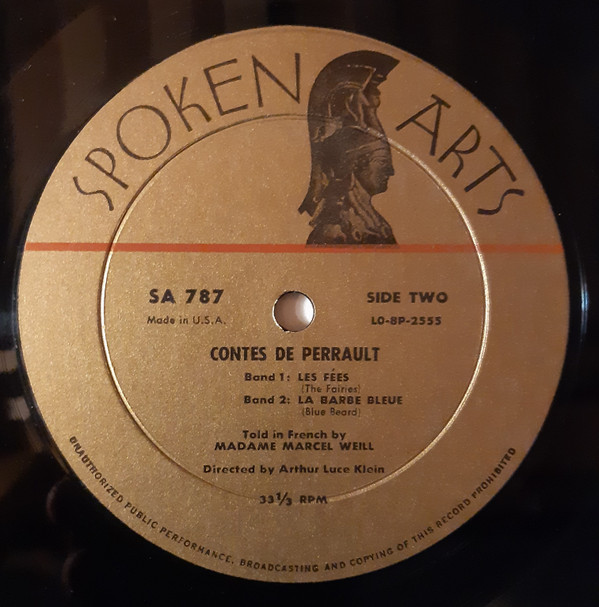 SPOKEN ARTS
SA 787
SIDE TWO
Made in U.S.A.
LO-8P-2555
CONTES DE PERRAULT
Band 1: LES FÉES
(The Fairies)
Band 2: LA BARBE BLEUE
(Blue Beard)
Told in French by
MADAME MARCEL WEILL
Directed by Arthur Luce Klein
33 1/3 RPM
UNAUTHORIZED PUBLIC PERFORMANCE, BROADCASTING AND COPYING OF THIS RECORD PROHIBITED